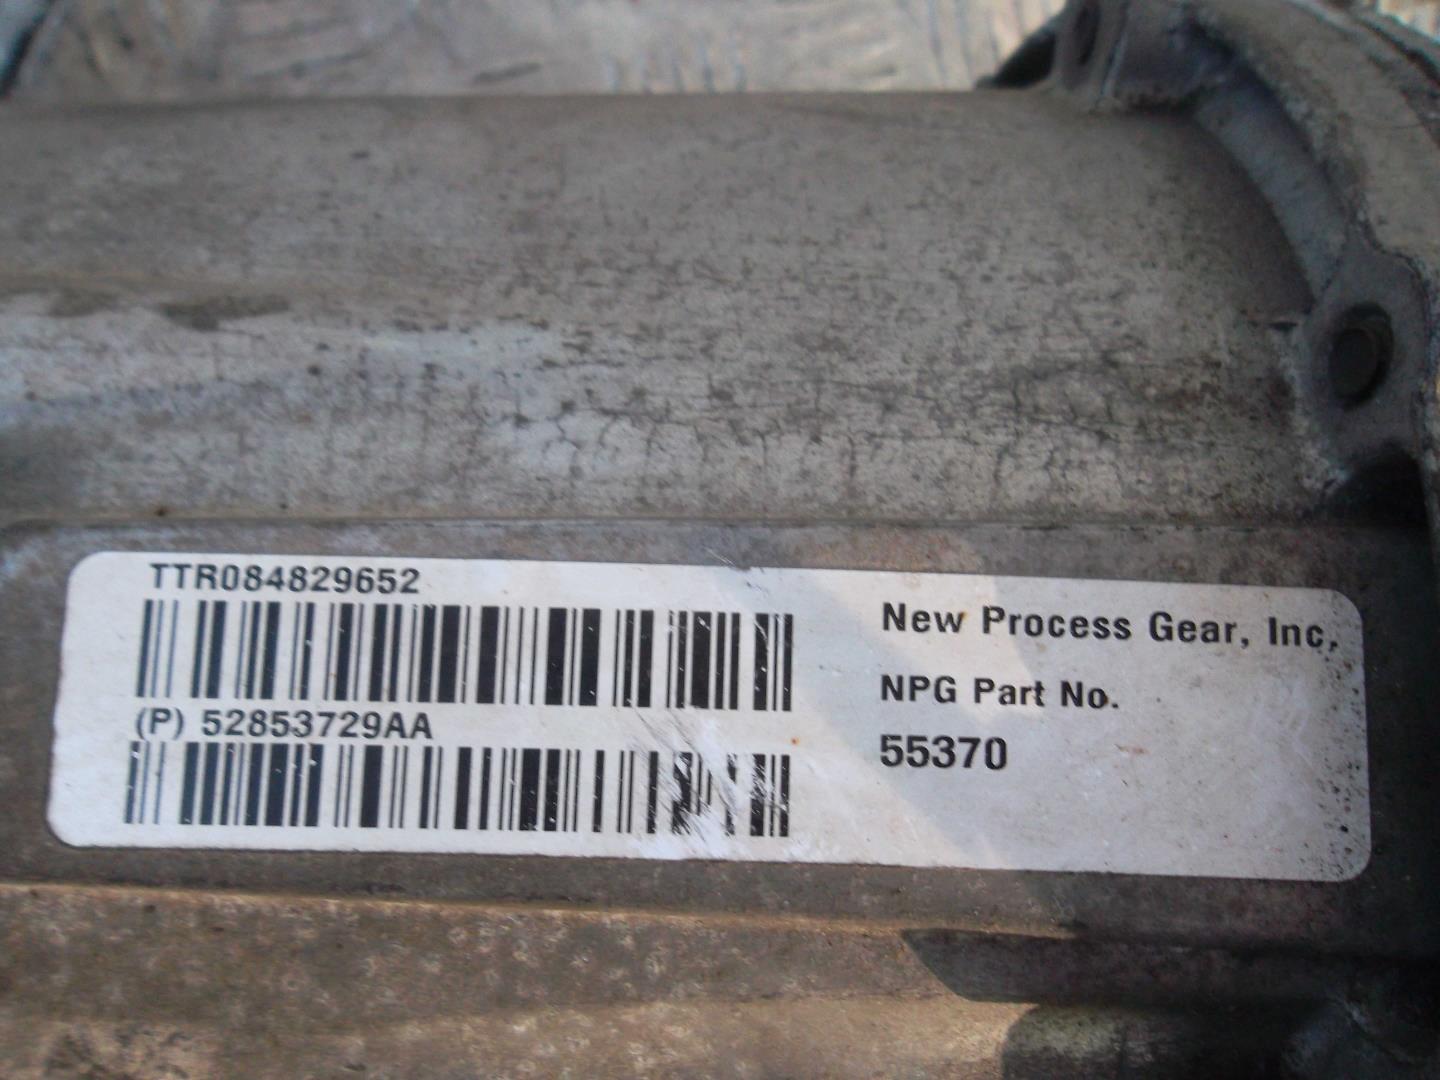 TTR084829652
(P) 52853729AA
New Process Gear, Inc.
NPG Part No.
55370